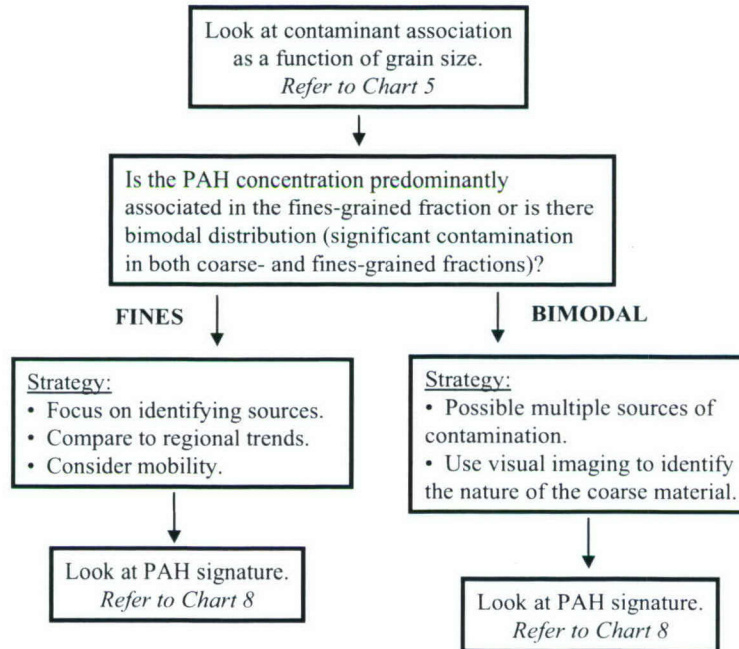 Look at contaminant association
as a function of grain size.
Refer to Chart 5
Is the PAH concentration predominantly
associated in the fines-grained fraction or is there
bimodal distribution (significant contamination
in both coarse- and fines-grained fractions)?
FINES
BIMODAL
Strategy:
• Focus on identifying sources.
• Compare to regional trends.
• Consider mobility.
Strategy:
• Possible multiple sources of
contamination.
• Use visual imaging to identify
the nature of the coarse material.
Look at PAH signature.
Refer to Chart 8
Look at PAH signature.
Refer to Chart 8